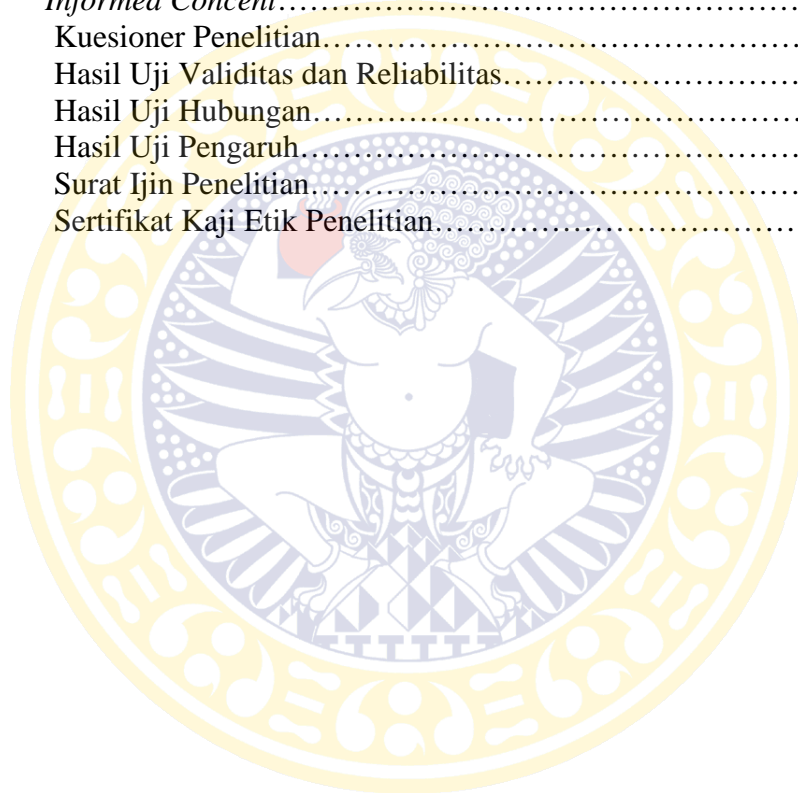 Informed Concent………………………………………………
Kuesioner Penelitian……………………………………………
Hasil Uji Validitas dan Reliabilitas……………………………
Hasil Uji Hubungan……………………………………………
Hasil Uji Pengaruh………………………………………………
Surat Ijin Penelitian……………………………………………
Sertifikat Kaji Etik Penelitian…………………………………